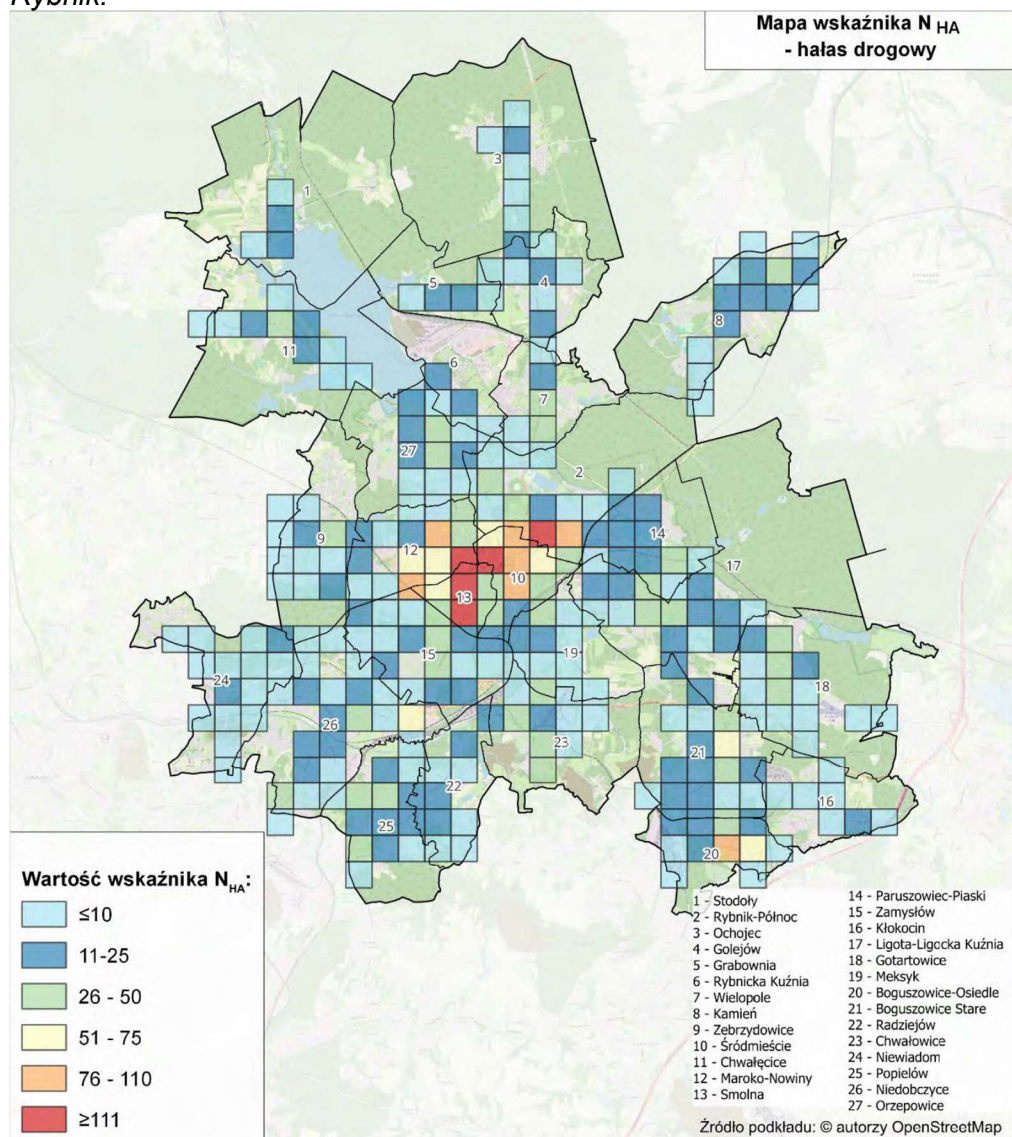 Rybnik.
Mapa wskaźnika N HA
- hałas drogowy
3
1
5
4
8
11
6
7
27
2
9
12
14
10
17
13
15
19
24
18
26
23
21
22
16
25
20
Wartość wskaźnika NHA:
≤10
11-25
26 - 50
51 - 75
76 - 110
≥111
1 - Stodoły
2 - Rybnik-Północ
3 - Ochojec
4 - Golejów
5 - Grabownia
6 - Rybnicka Kuźnia
7 - Wielopole
8 - Kamień
9 - Zebrzydowice
10 - Śródmieście
11 - Chwałęcice
12 - Maroko-Nowiny
13 - Smolna
14 - Paruszowiec-Piaski
15 - Zamysłów
16 - Kłokocin
17 - Ligota-Ligocka Kuźnia
18 - Gotartowice
19 - Meksyk
20 - Boguszowice-Osiedle
21 - Boguszowice Stare
22 - Radziejów
23 - Chwałowice
24 - Niewiadom
25 - Popielów
26 - Niedobczyce
27 - Orzepowice
Źródło podkładu: © autorzy OpenStreetMap